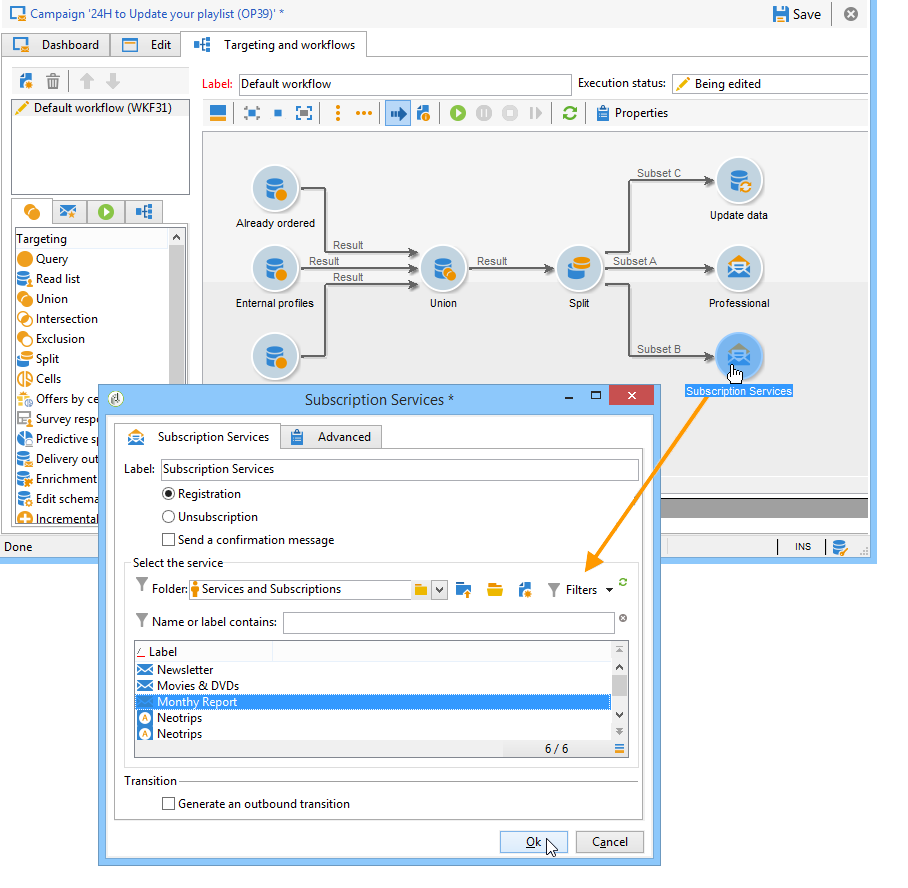 Campaign '24H to Update your playlist (OP39)' *
Save
Dashboard
Edit
Targeting and workflows
Label: Default workflow
Execution status: Being edited
Default workflow (WKF31)
Properties
Already ordered
Enternal profiles
Result
Result
Result
Union
Result
Split
Subset C
Subset A
Subset B
Update data
Professional
Subscription Services
Targeting
Query
Read list
Union
Intersection
Exclusion
Split
Cells
Offers by ce
Survey respo
Predictive s
Delivery out
Enrichment
Edit schema
Incremental
Done
INS
Subscription Services *
Subscription Services
Advanced
Label: Subscription Services
Registration
Unsubscription
Send a confirmation message
Select the service
Folder: Services and Subscriptions
Filters
Name or label contains:
Label
Newsletter
Movies & DVDs
Monthy Report
A Neotrips
A Neotrips
6 / 6
Transition
Generate an outbound transition
Ok
Cancel